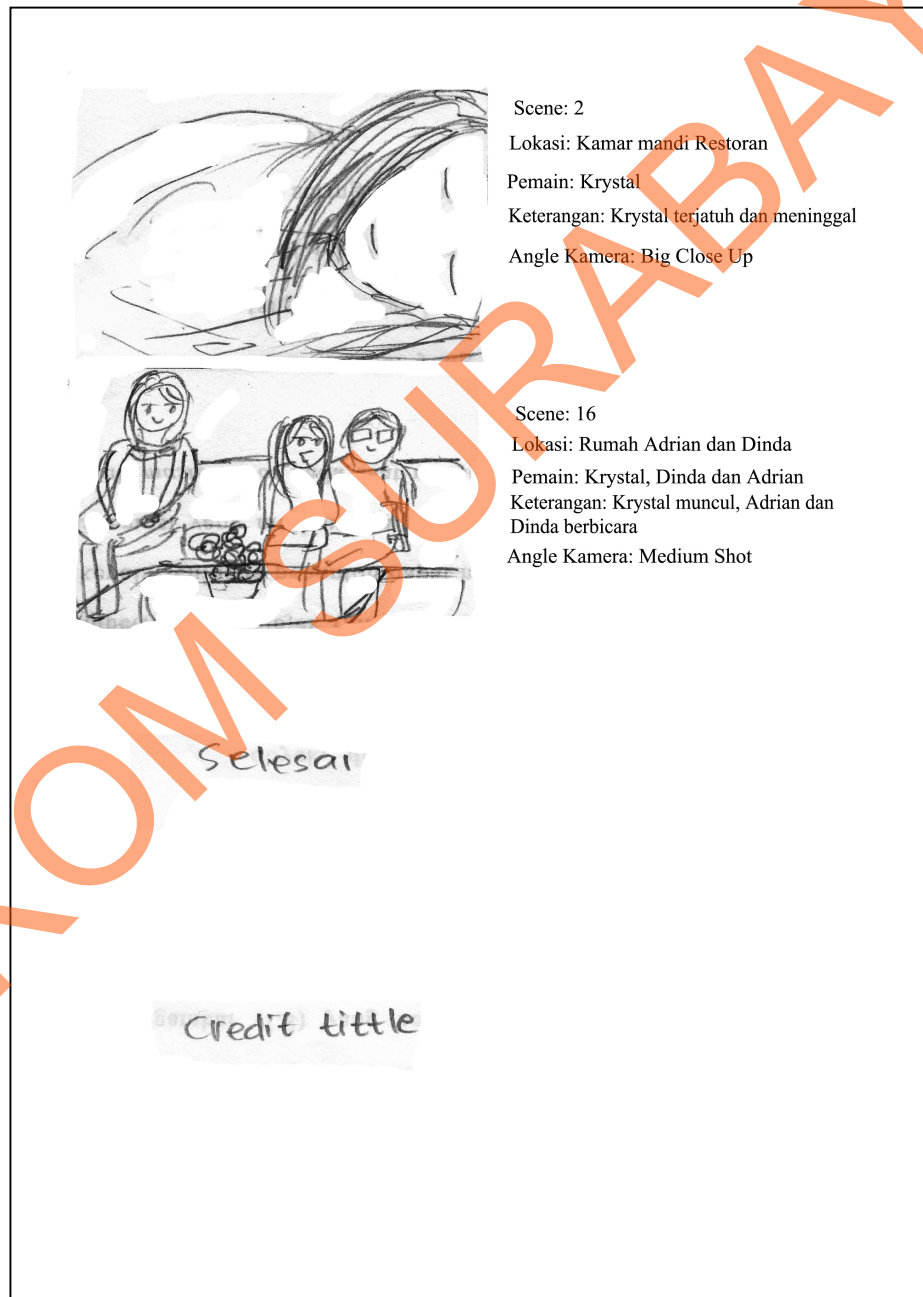 Scene: 2
Lokasi: Kamar mandi Restoran
Pemain: Krystal
Keterangan: Krystal terjatuh dan meninggal
Angle Kamera: Big Close Up
Scene: 16
Lokasi: Rumah Adrian dan Dinda
Pemain: Krystal, Dinda dan Adrian
Keterangan: Krystal muncul, Adrian dan
Dinda berbicara
Angle Kamera: Medium Shot
Selesai
Credit tittle
KOM SURABAY